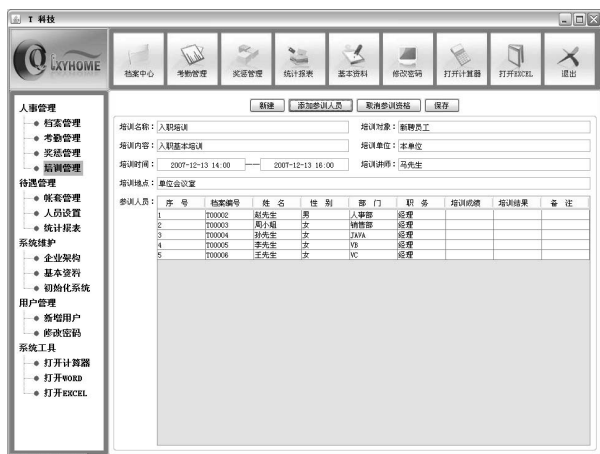 T 科技
LXYHOME
档案中心 考勤管理 奖惩管理 统计报表 基本资料 修改密码 打开计算器 打开EXCEL 退出
人事管理
档案管理
考勤管理
奖惩管理
培训管理
待遇管理
帐套管理
人员设置
统计报表
系统维护
企业架构
基本资料
初始化系统
用户管理
新增用户
修改密码
系统工具
打开计算器
打开WORD
打开EXCEL
新建 添加参训人员 取消参训资格 保存
培训名称: 入职培训 培训对象: 新聘员工
培训内容: 入职基本培训 培训单位: 本单位
培训时间: 2007-12-13 14:00 —— 2007-12-13 16:00 培训讲师: 马先生
培训地点: 单位会议室
参训人员: 序 号 档案编号 姓 名 性 别 部 门 职 务 培训成绩 培训结果 备 注
1 T00002 赵先生 男 人事部 经理
2 T00003 周小姐 女 销售部 经理
3 T00004 孙先生 女 JAVA 经理
4 T00005 李先生 女 VB 经理
5 T00006 王先生 女 VC 经理